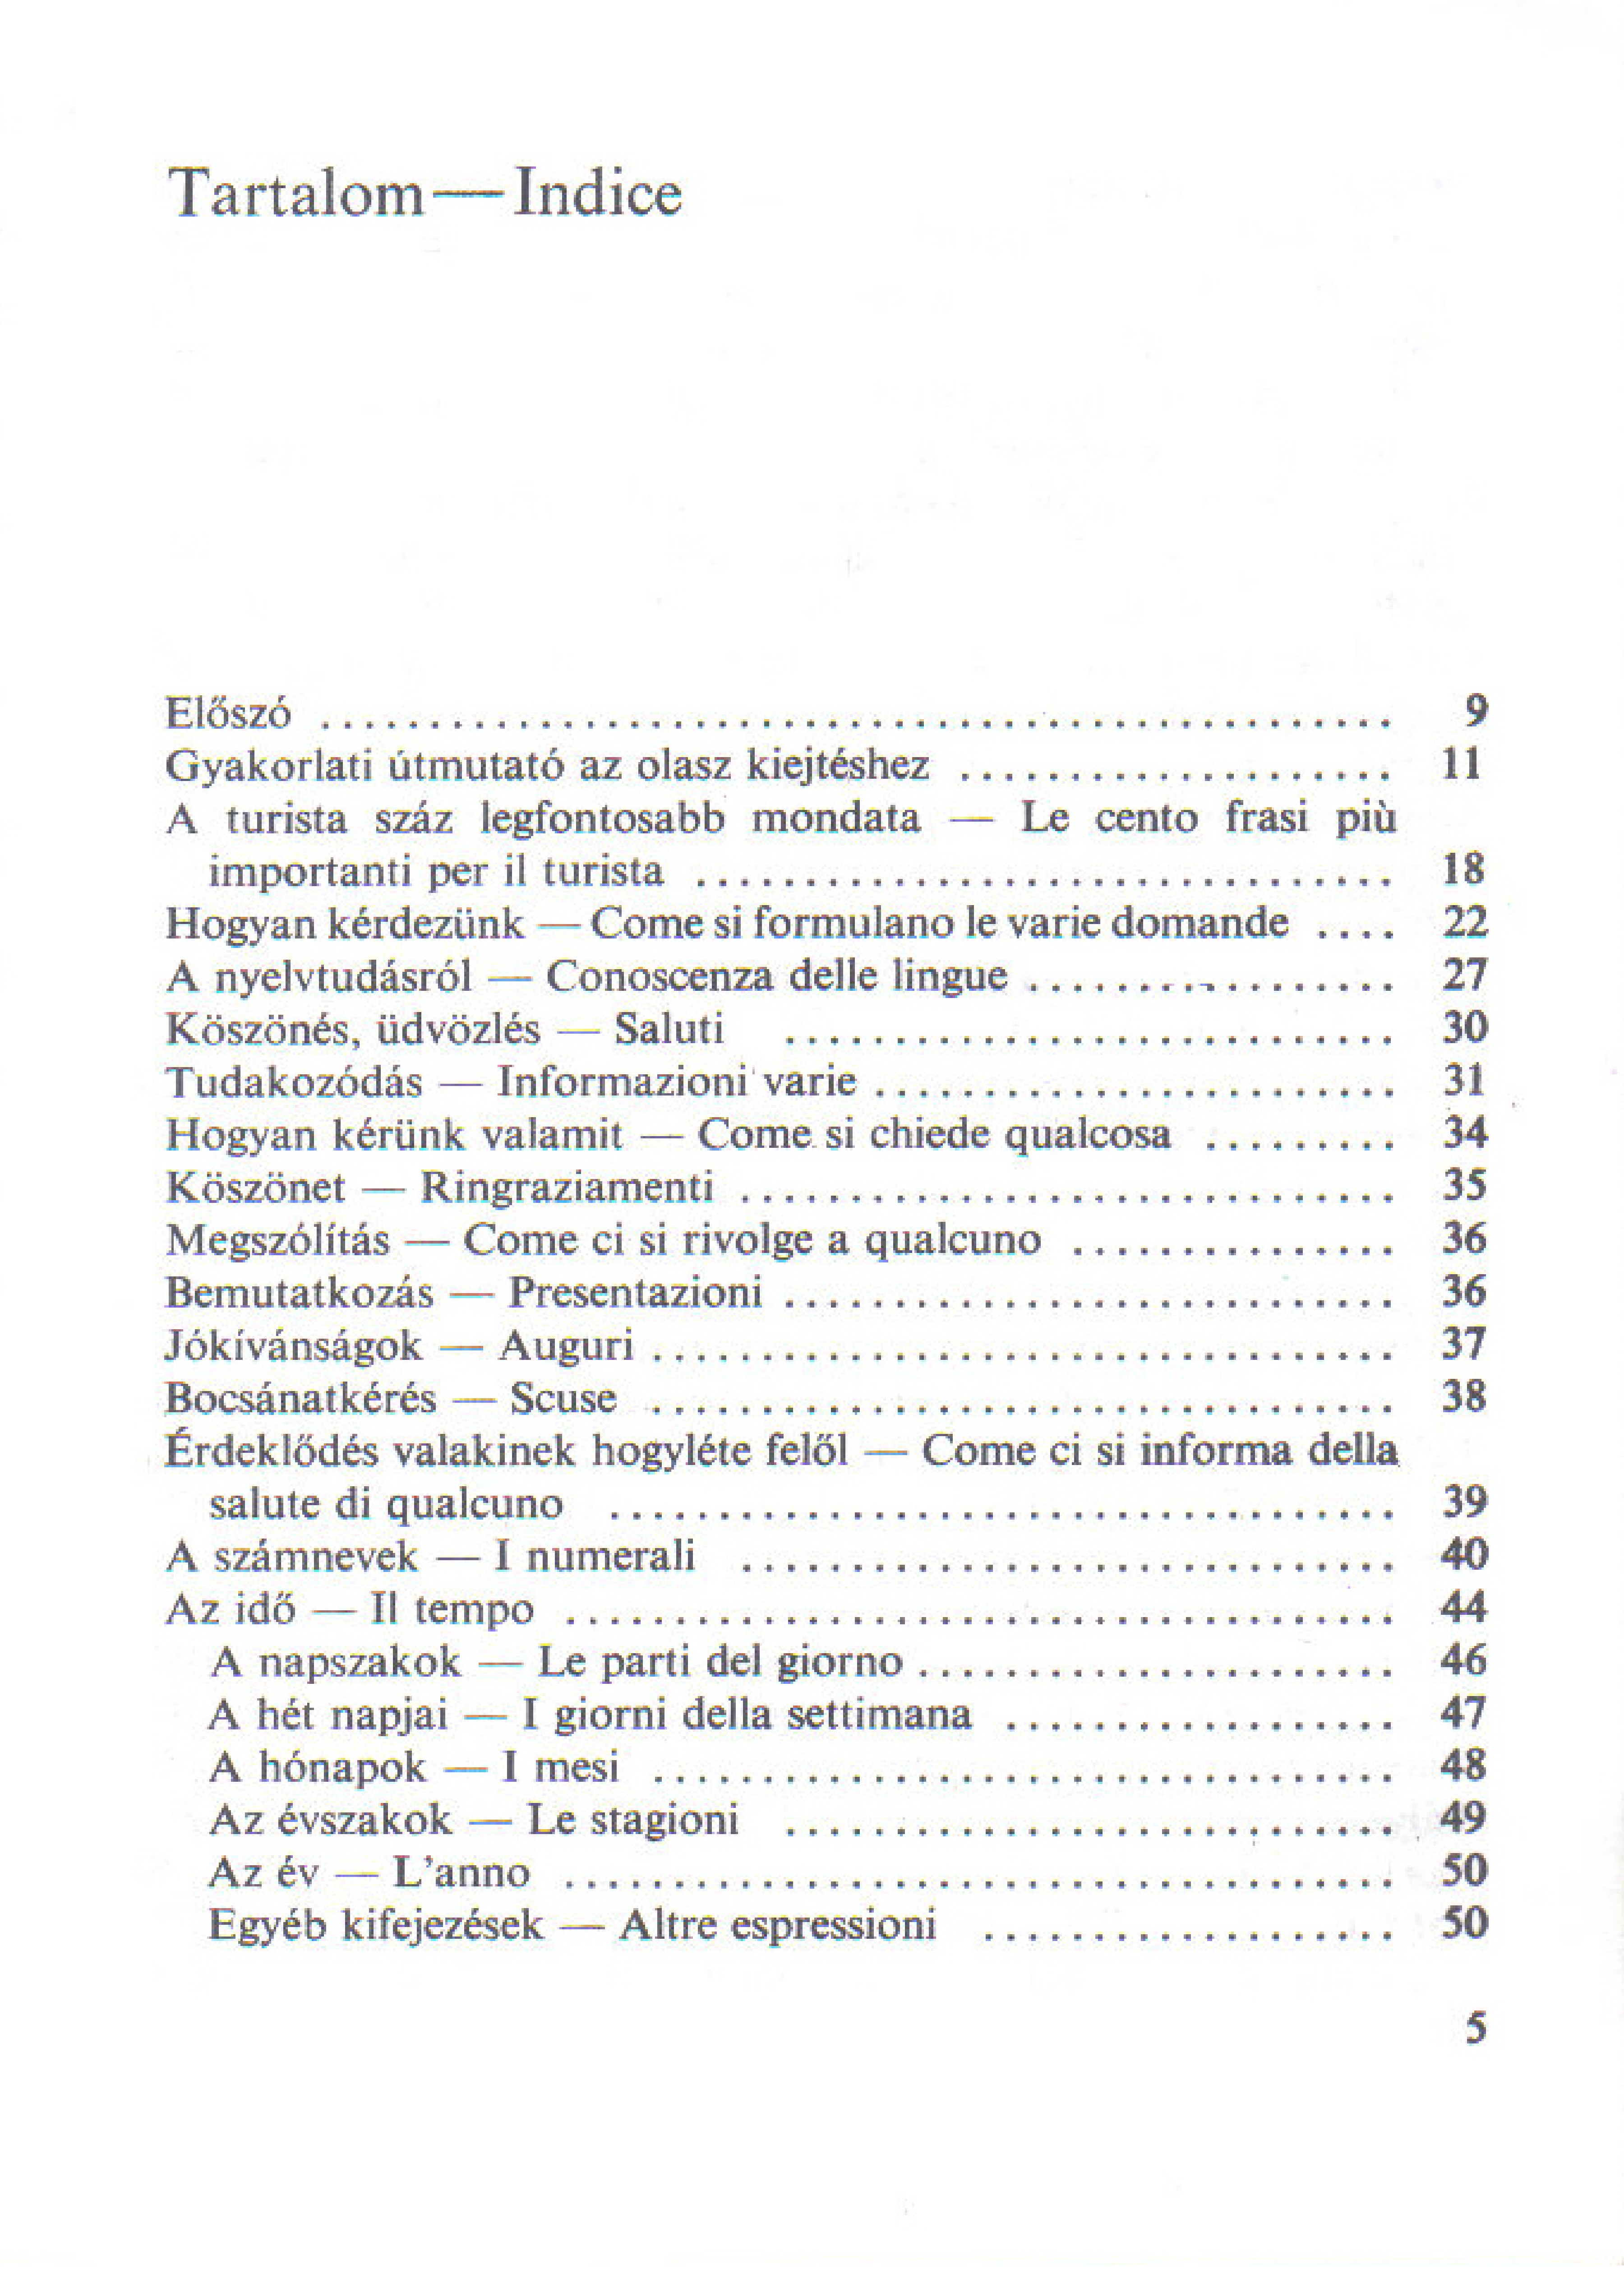 Tartalom — Indice
Előszó .................................................. 9
Gyakorlati útmutató az olasz kiejtéshez .................... 11
A turista száz legfontosabb mondata — Le cento frasi più
importanti per il turista ................................ 18
Hogyan kérdezünk — Come si formulano le varie domande .... 22
A nyelvtudásról — Conoscenza delle lingue ................. 27
Köszönés, üdvözlés — Saluti ............................ 30
Tudakozódás — Informazioni varie ........................ 31
Hogyan kérünk valamit — Come si chiede qualcosa ......... 34
Köszönet — Ringraziamenti .............................. 35
Megszólítás — Come ci si rivolge a qualcuno ............... 36
Bemutatkozás — Presentazioni ............................ 36
Jókívánságok — Auguri .................................. 37
Bocsánatkérés — Scuse .................................. 38
Érdeklődés valakinek hogyléte felől — Come ci si informa della
salute di qualcuno .................................... 39
A számnevek — I numerali .............................. 40
Az idő — Il tempo ...................................... 44
A napszakok — Le parti del giorno ...................... 46
A hét napjai — I giorni della settimana .................. 47
A hónapok — I mesi .................................. 48
Az évszakok — Le stagioni ............................ 49
Az év — L’anno ...................................... 50
Egyéb kifejezések — Altre espressioni ................... 50
5